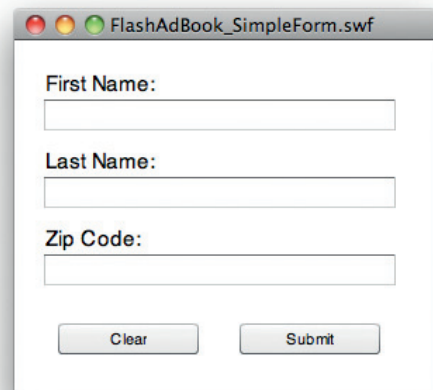 FlashAdBook_SimpleForm.swf
First Name:
Last Name:
Zip Code:
Clear Submit